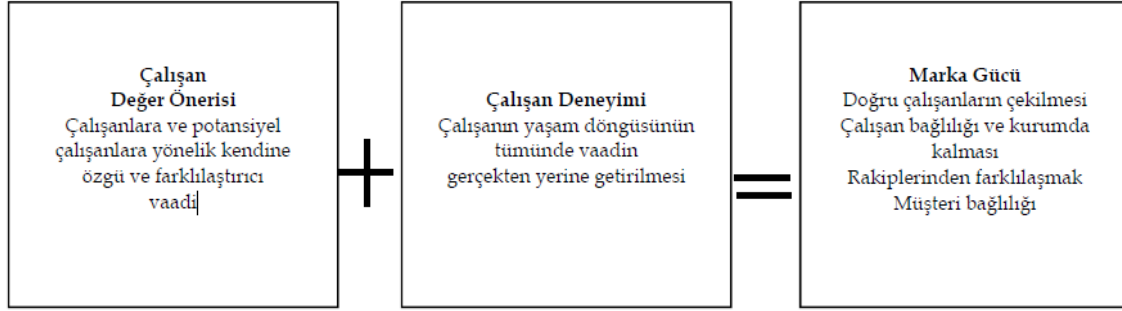 Çalışan
Değer Önerisi
Çalışanlara ve potansiyel
çalışanlara yönelik kendine
özgü ve farklılaştırıcı
vaadi
+
Çalışan Deneyimi
Çalışanın yaşam döngüsünün
tümünde vaadin
gerçekten yerine getirilmesi
=
Marka Gücü
Doğru çalışanların çekilmesi
Çalışan bağlılığı ve kurumda
kalması
Rakiplerinden farklılaşmak
Müşteri bağlılığı